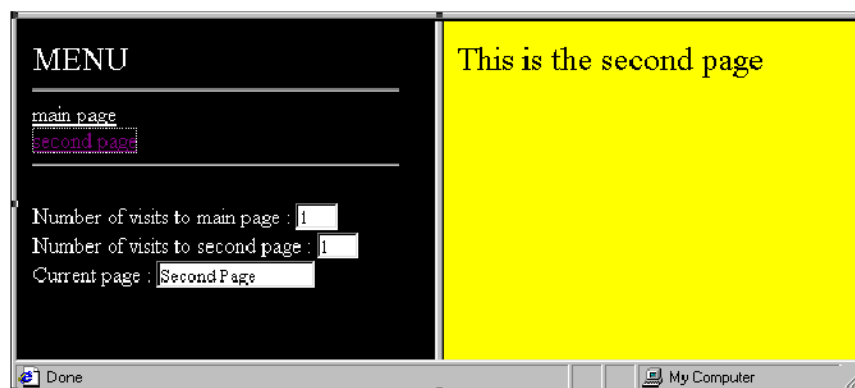 MENU
main page
second page
Number of visits to main page : 1
Number of visits to second page : 1
Current page : Second Page
This is the second page
Done
My Computer